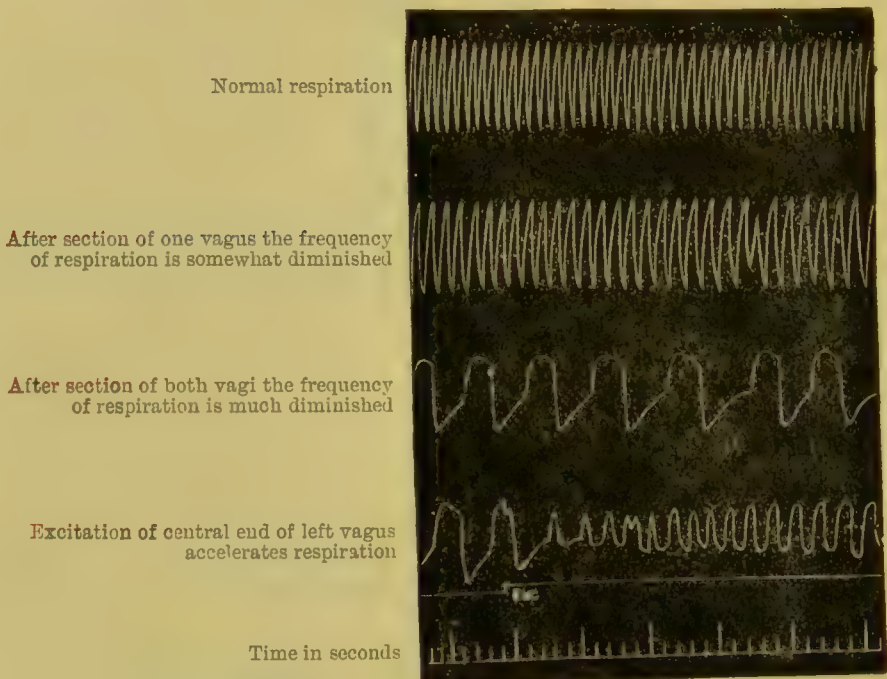 Normal respiration
After section of one vagus the frequency
of respiration is somewhat diminished
After section of both vagi the frequency
of respiration is much diminished
Excitation of central end of left vagus
accelerates respiration
Time in seconds